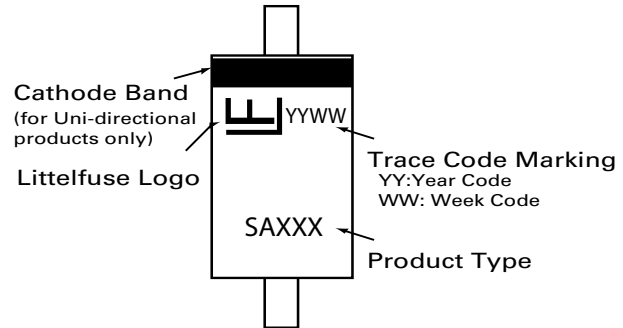 Cathode Band
(for Uni-directional
products only)
Littelfuse Logo
YYWW
Trace Code Marking
YY:Year Code
WW: Week Code
SAXXX
Product Type